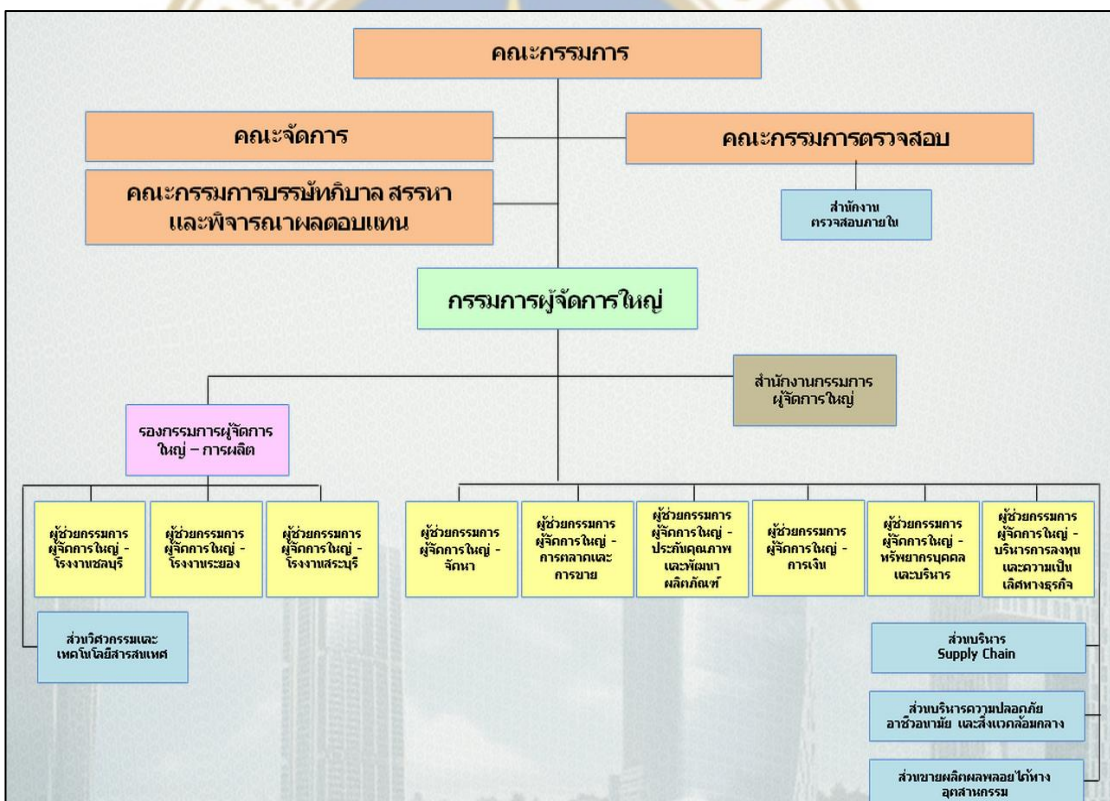 คณะกรรมการ
คณะจัดการ
คณะกรรมการตรวจสอบ
คณะกรรมการบรรษัทภิบาล สรรหา
และพิจารณาผลตอบแทน
สำนักงาน
ตรวจสอบภายใน
กรรมการผู้จัดการใหญ่
สำนักงานกรรมการ
ผู้จัดการใหญ่
รองกรรมการผู้จัดการ
ใหญ่ – การผลิต
ผู้ช่วยกรรมการ
ผู้จัดการใหญ่ -
โรงงานชลบุรี
ผู้ช่วยกรรมการ
ผู้จัดการใหญ่ -
โรงงานระยอง
ผู้ช่วยกรรมการ
ผู้จัดการใหญ่ -
โรงงานสระบุรี
ผู้ช่วยกรรมการ
ผู้จัดการใหญ่ -
จัดหา
ผู้ช่วยกรรมการ
ผู้จัดการใหญ่ -
การตลาดและ
การขาย
ผู้ช่วยกรรมการ
ผู้จัดการใหญ่ -
ประกันคุณภาพ
และพัฒนา
ผลิตภัณฑ์
ผู้ช่วยกรรมการ
ผู้จัดการใหญ่ -
การเงิน
ผู้ช่วยกรรมการ
ผู้จัดการใหญ่ -
ทรัพยากรบุคคล
และบริหาร
ผู้ช่วยกรรมการ
ผู้จัดการใหญ่ -
บริหารการลงทุน
และความเป็น
เลิศทางธุรกิจ
ส่วนวิศวกรรมและ
เทคโนโลยีสารสนเทศ
ส่วนบริหาร
Supply Chain
ส่วนบริหารความปลอดภัย
อาชีวอนามัย และสิ่งแวดล้อมกลาง
ส่วนขายผลิตผลพลอยได้ทาง
อุตสาหกรรม